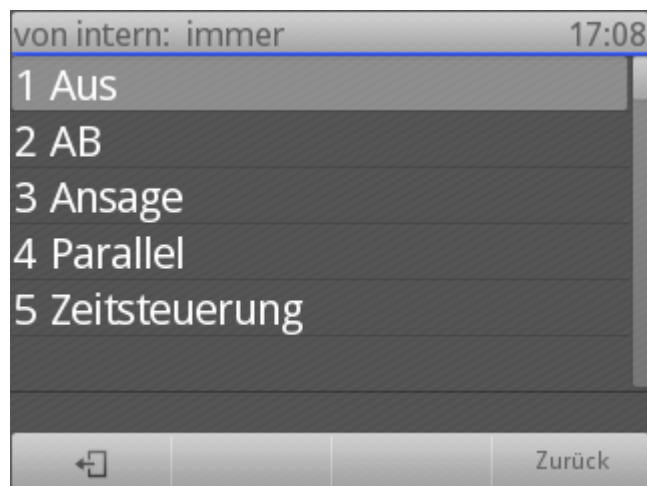 von intern: immer 17:08
1 Aus
2 AB
3 Ansage
4 Parallel
5 Zeitsteuerung
Zurück